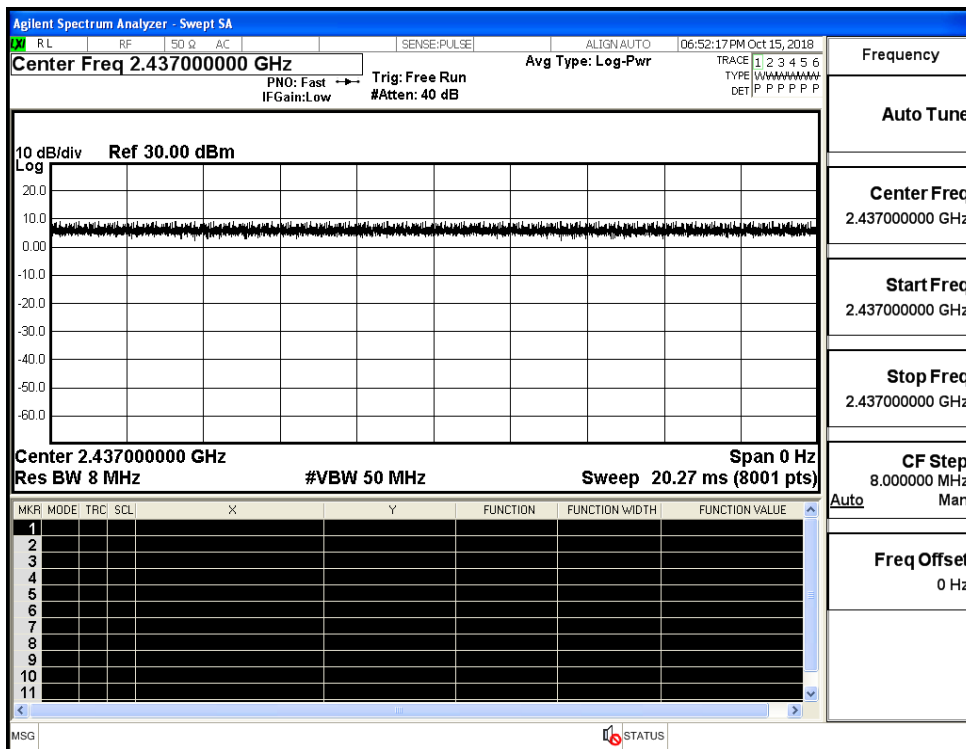 Agilent Spectrum Analyzer - Swept SA
LXI RL RF 50 Ω AC SENSE:PULSE ALIGN AUTO 06:52:17 PM Oct 15, 2018
Center Freq 2.437000000 GHz
PNO: Fast
IFGain:Low
Trig: Free Run
#Atten: 40 dB
Avg Type: Log-Pwr
TRACE 1 2 3 4 5 6
TYPE WWWWWW
DET P P P P P P
10 dB/div Ref 30.00 dBm
Log
20.0
10.0
0.00
-10.0
-20.0
-30.0
-40.0
-50.0
-60.0
Center 2.437000000 GHz Span 0 Hz
Res BW 8 MHz #VBW 50 MHz Sweep 20.27 ms (8001 pts)
MKR MODE TRC SCL X Y FUNCTION FUNCTION WIDTH FUNCTION VALUE
1
2
3
4
5
6
7
8
9
10
11
MSG STATUS
Frequency
Auto Tune
Center Freq
2.437000000 GHz
Start Freq
2.437000000 GHz
Stop Freq
2.437000000 GHz
CF Step
8.000000 MHz
Auto Man
Freq Offset
0 Hz